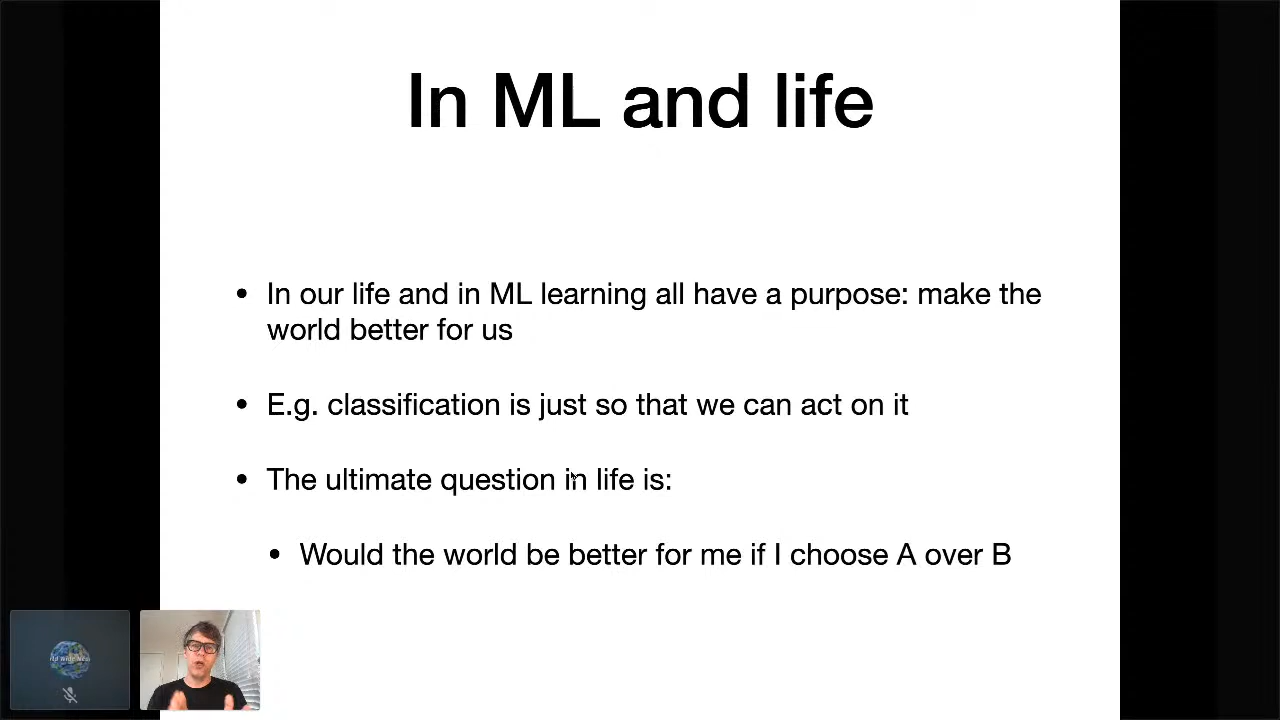 In ML and life
• In our life and in ML learning all have a purpose: make the
world better for us
• E.g. classification is just so that we can act on it
• The ultimate question in life is:
• Would the world be better for me if I choose A over B